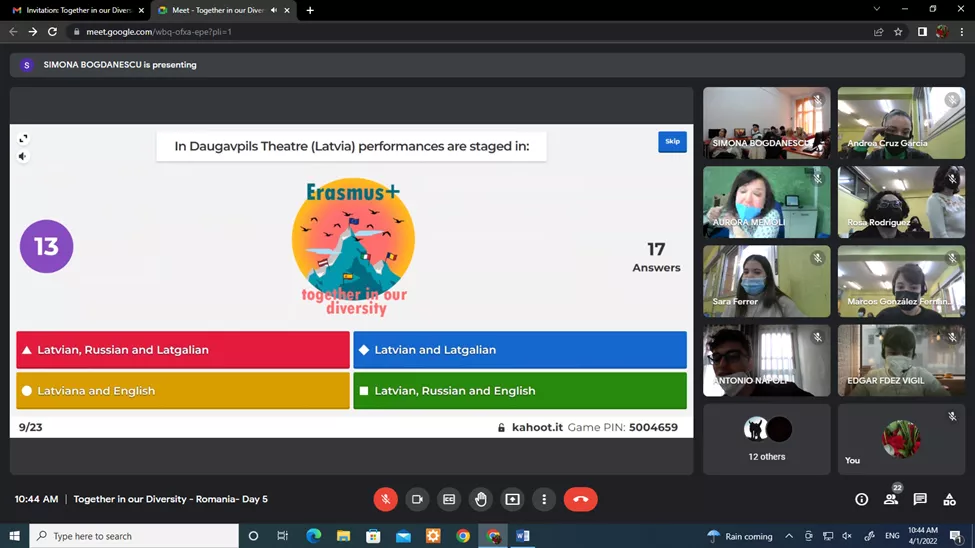 Invitation: Together in our Divers
Meet - Together in our Diver
meet.google.com/wbq-ofxa-epe?pli=1
S
SIMONA BOGDANESCU is presenting
In Daugavpils Theatre (Latvia) performances are staged in:
Skip
Erasmus+
together in our
diversity
13
17
Answers
Latvian, Russian and Latgalian
Latvian and Latgalian
Latviana and English
Latvian, Russian and English
9/23
kahoot.it Game PIN: 5004659
SIMONA BOGDANESCU
Andrea Cruz García
AURORA MEMOLI
Rosa Rodríguez
Sara Ferrer
Marcos González Fernán
ANTONIO NAPOLI
EDGAR FDEZ VIGIL
12 others
You
10:44 AM | Together in our Diversity - Romania- Day 5
22
Type here to search
Rain coming
ENG
10:44 AM
4/1/2022
1